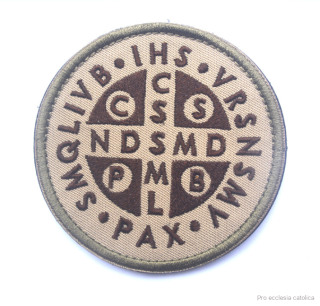 IHS · VRSNSMV · PAX · SMQLIVB ·
C S
P B
C S S M L
N D S M D
Pro ecclesia catolica